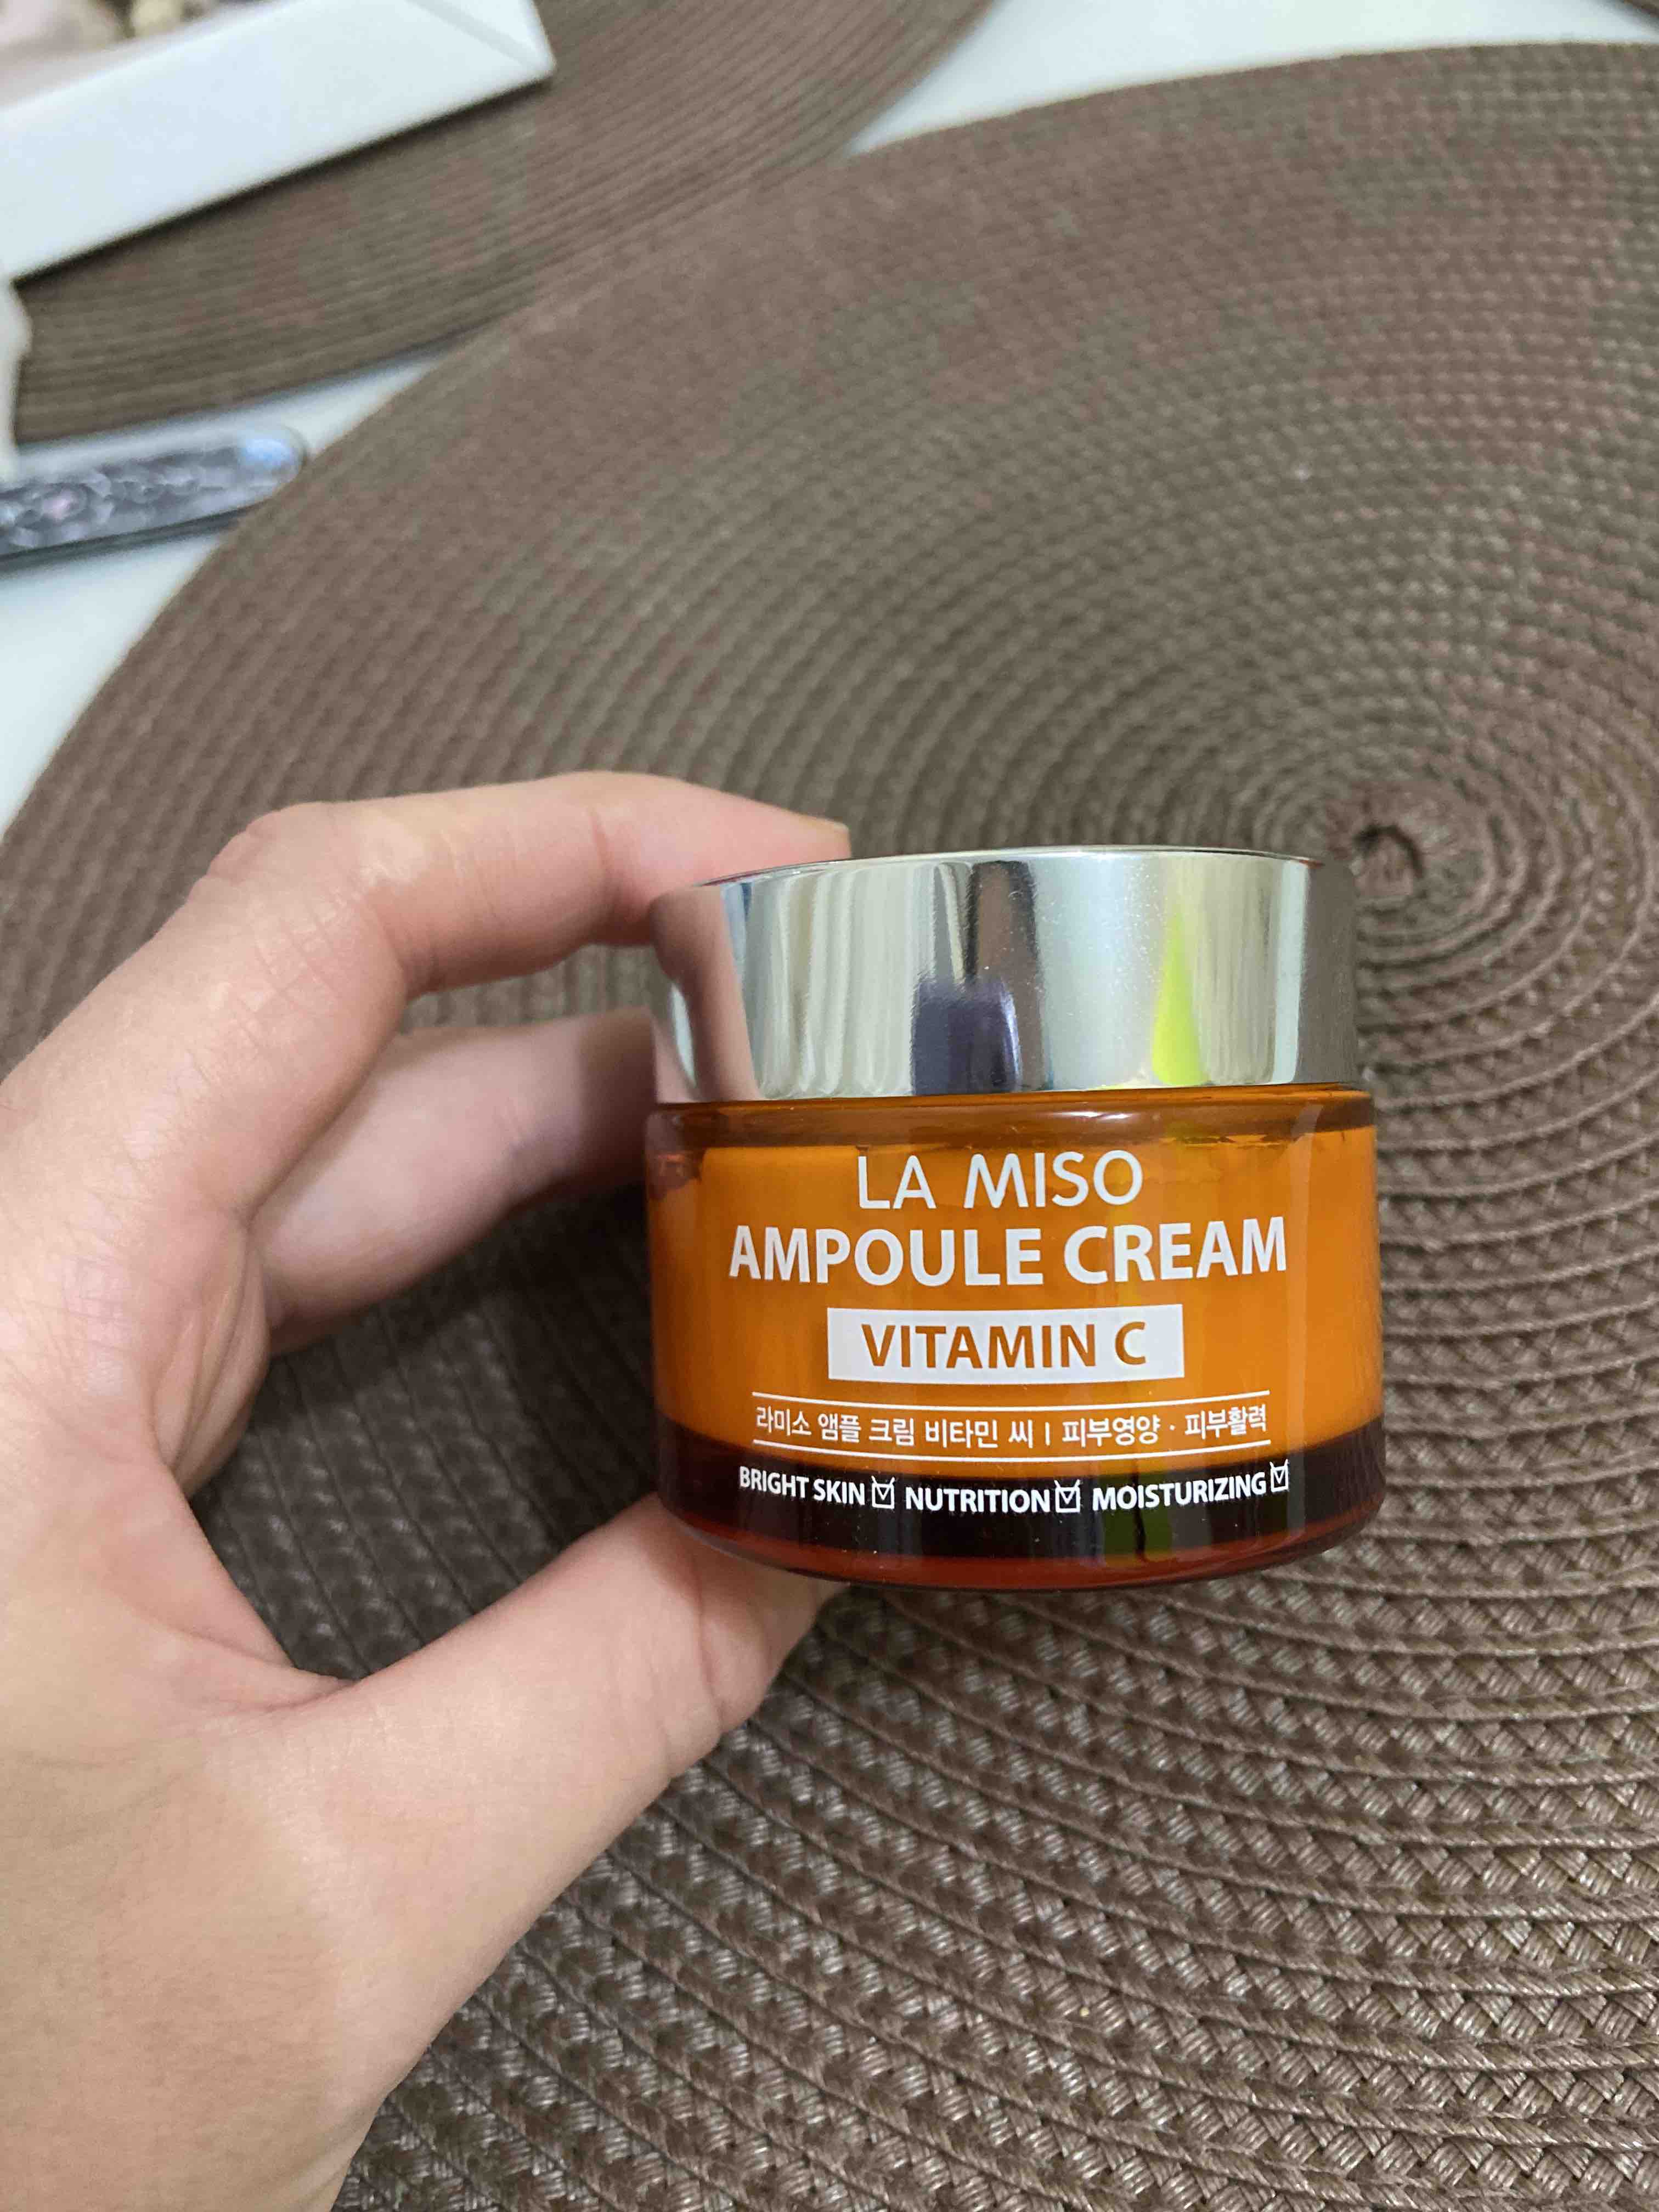 LA MISO
AMPOULE CREAM
VITAMIN C
라미소 앰플 크림 비타민 씨 | 피부영양 · 피부활력
BRIGHT SKIN ☑ NUTRITION ☑ MOISTURIZING ☑